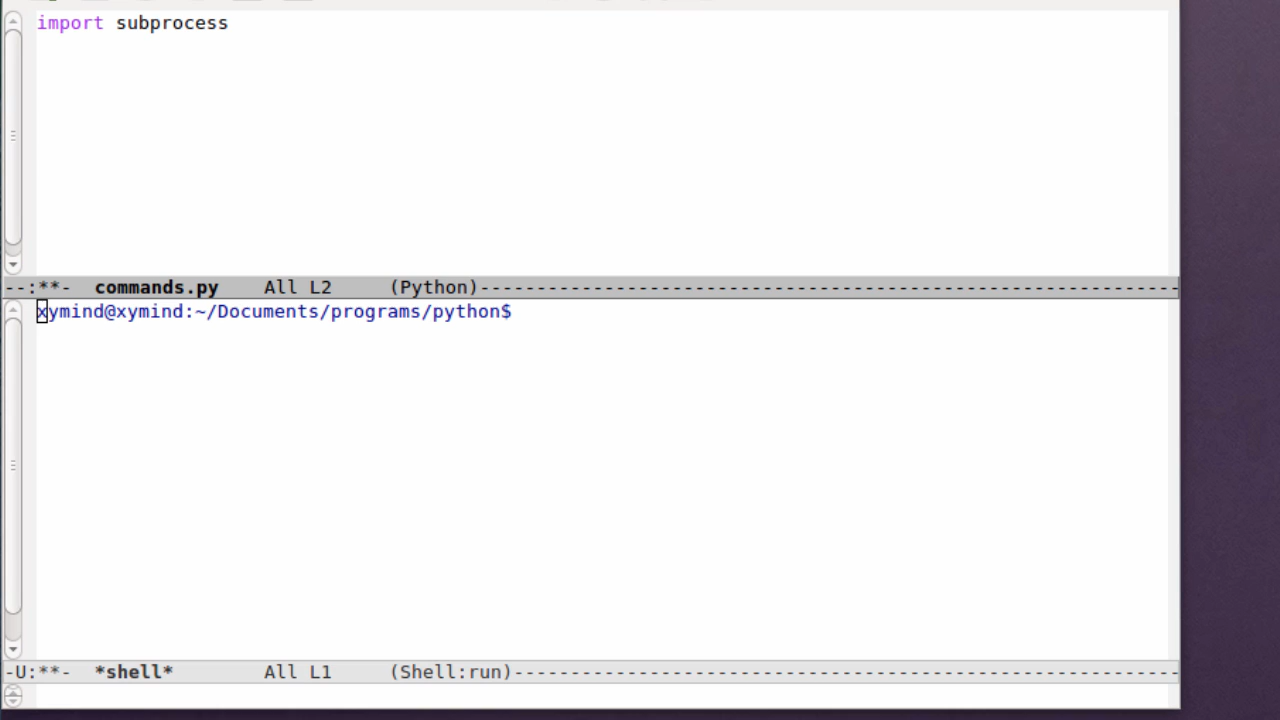 import subprocess
--:**-  commands.py    All L2     (Python)--------------------------------------------------------------
xymind@xymind:~/Documents/programs/python$
-U:**-  *shell*        All L1     (Shell:run)-----------------------------------------------------------